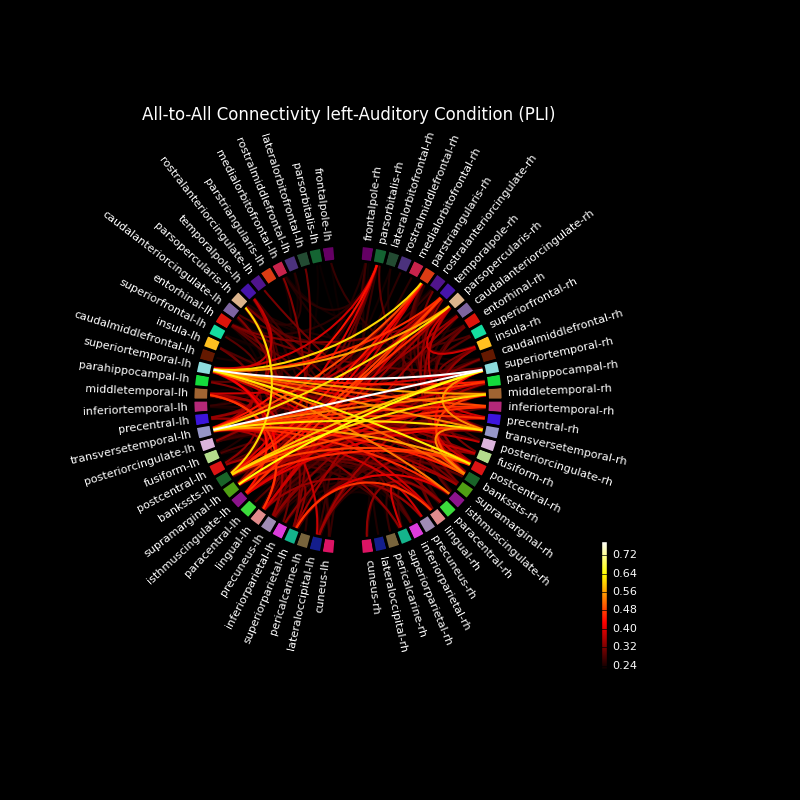 All-to-All Connectivity left-Auditory Condition (PLI)
frontalpole-lh
parsorbitalis-lh
lateralorbitofrontal-lh
rostralmiddlefrontal-lh
medialorbitofrontal-lh
parstriangularis-lh
rostralanteriorcingulate-lh
temporalpole-lh
parsopercularis-lh
caudalanteriorcingulate-lh
entorhinal-lh
superiorfrontal-lh
insula-lh
caudalmiddlefrontal-lh
superiortemporal-lh
parahippocampal-lh
middletemporal-lh
inferiortemporal-lh
precentral-lh
transversetemporal-lh
posteriorcingulate-lh
fusiform-lh
postcentral-lh
bankssts-lh
supramarginal-lh
isthmuscingulate-lh
paracentral-lh
lingual-lh
precuneus-lh
inferiorparietal-lh
superiorparietal-lh
pericalcarine-lh
lateraloccipital-lh
cuneus-lh
frontalpole-rh
parsorbitalis-rh
lateralorbitofrontal-rh
rostralmiddlefrontal-rh
medialorbitofrontal-rh
parstriangularis-rh
rostralanteriorcingulate-rh
temporalpole-rh
parsopercularis-rh
caudalanteriorcingulate-rh
entorhinal-rh
superiorfrontal-rh
insula-rh
caudalmiddlefrontal-rh
superiortemporal-rh
parahippocampal-rh
middletemporal-rh
inferiortemporal-rh
precentral-rh
transversetemporal-rh
posteriorcingulate-rh
fusiform-rh
postcentral-rh
bankssts-rh
supramarginal-rh
isthmuscingulate-rh
paracentral-rh
lingual-rh
precuneus-rh
inferiorparietal-rh
superiorparietal-rh
pericalcarine-rh
lateraloccipital-rh
cuneus-rh
0.72
0.64
0.56
0.48
0.40
0.32
0.24